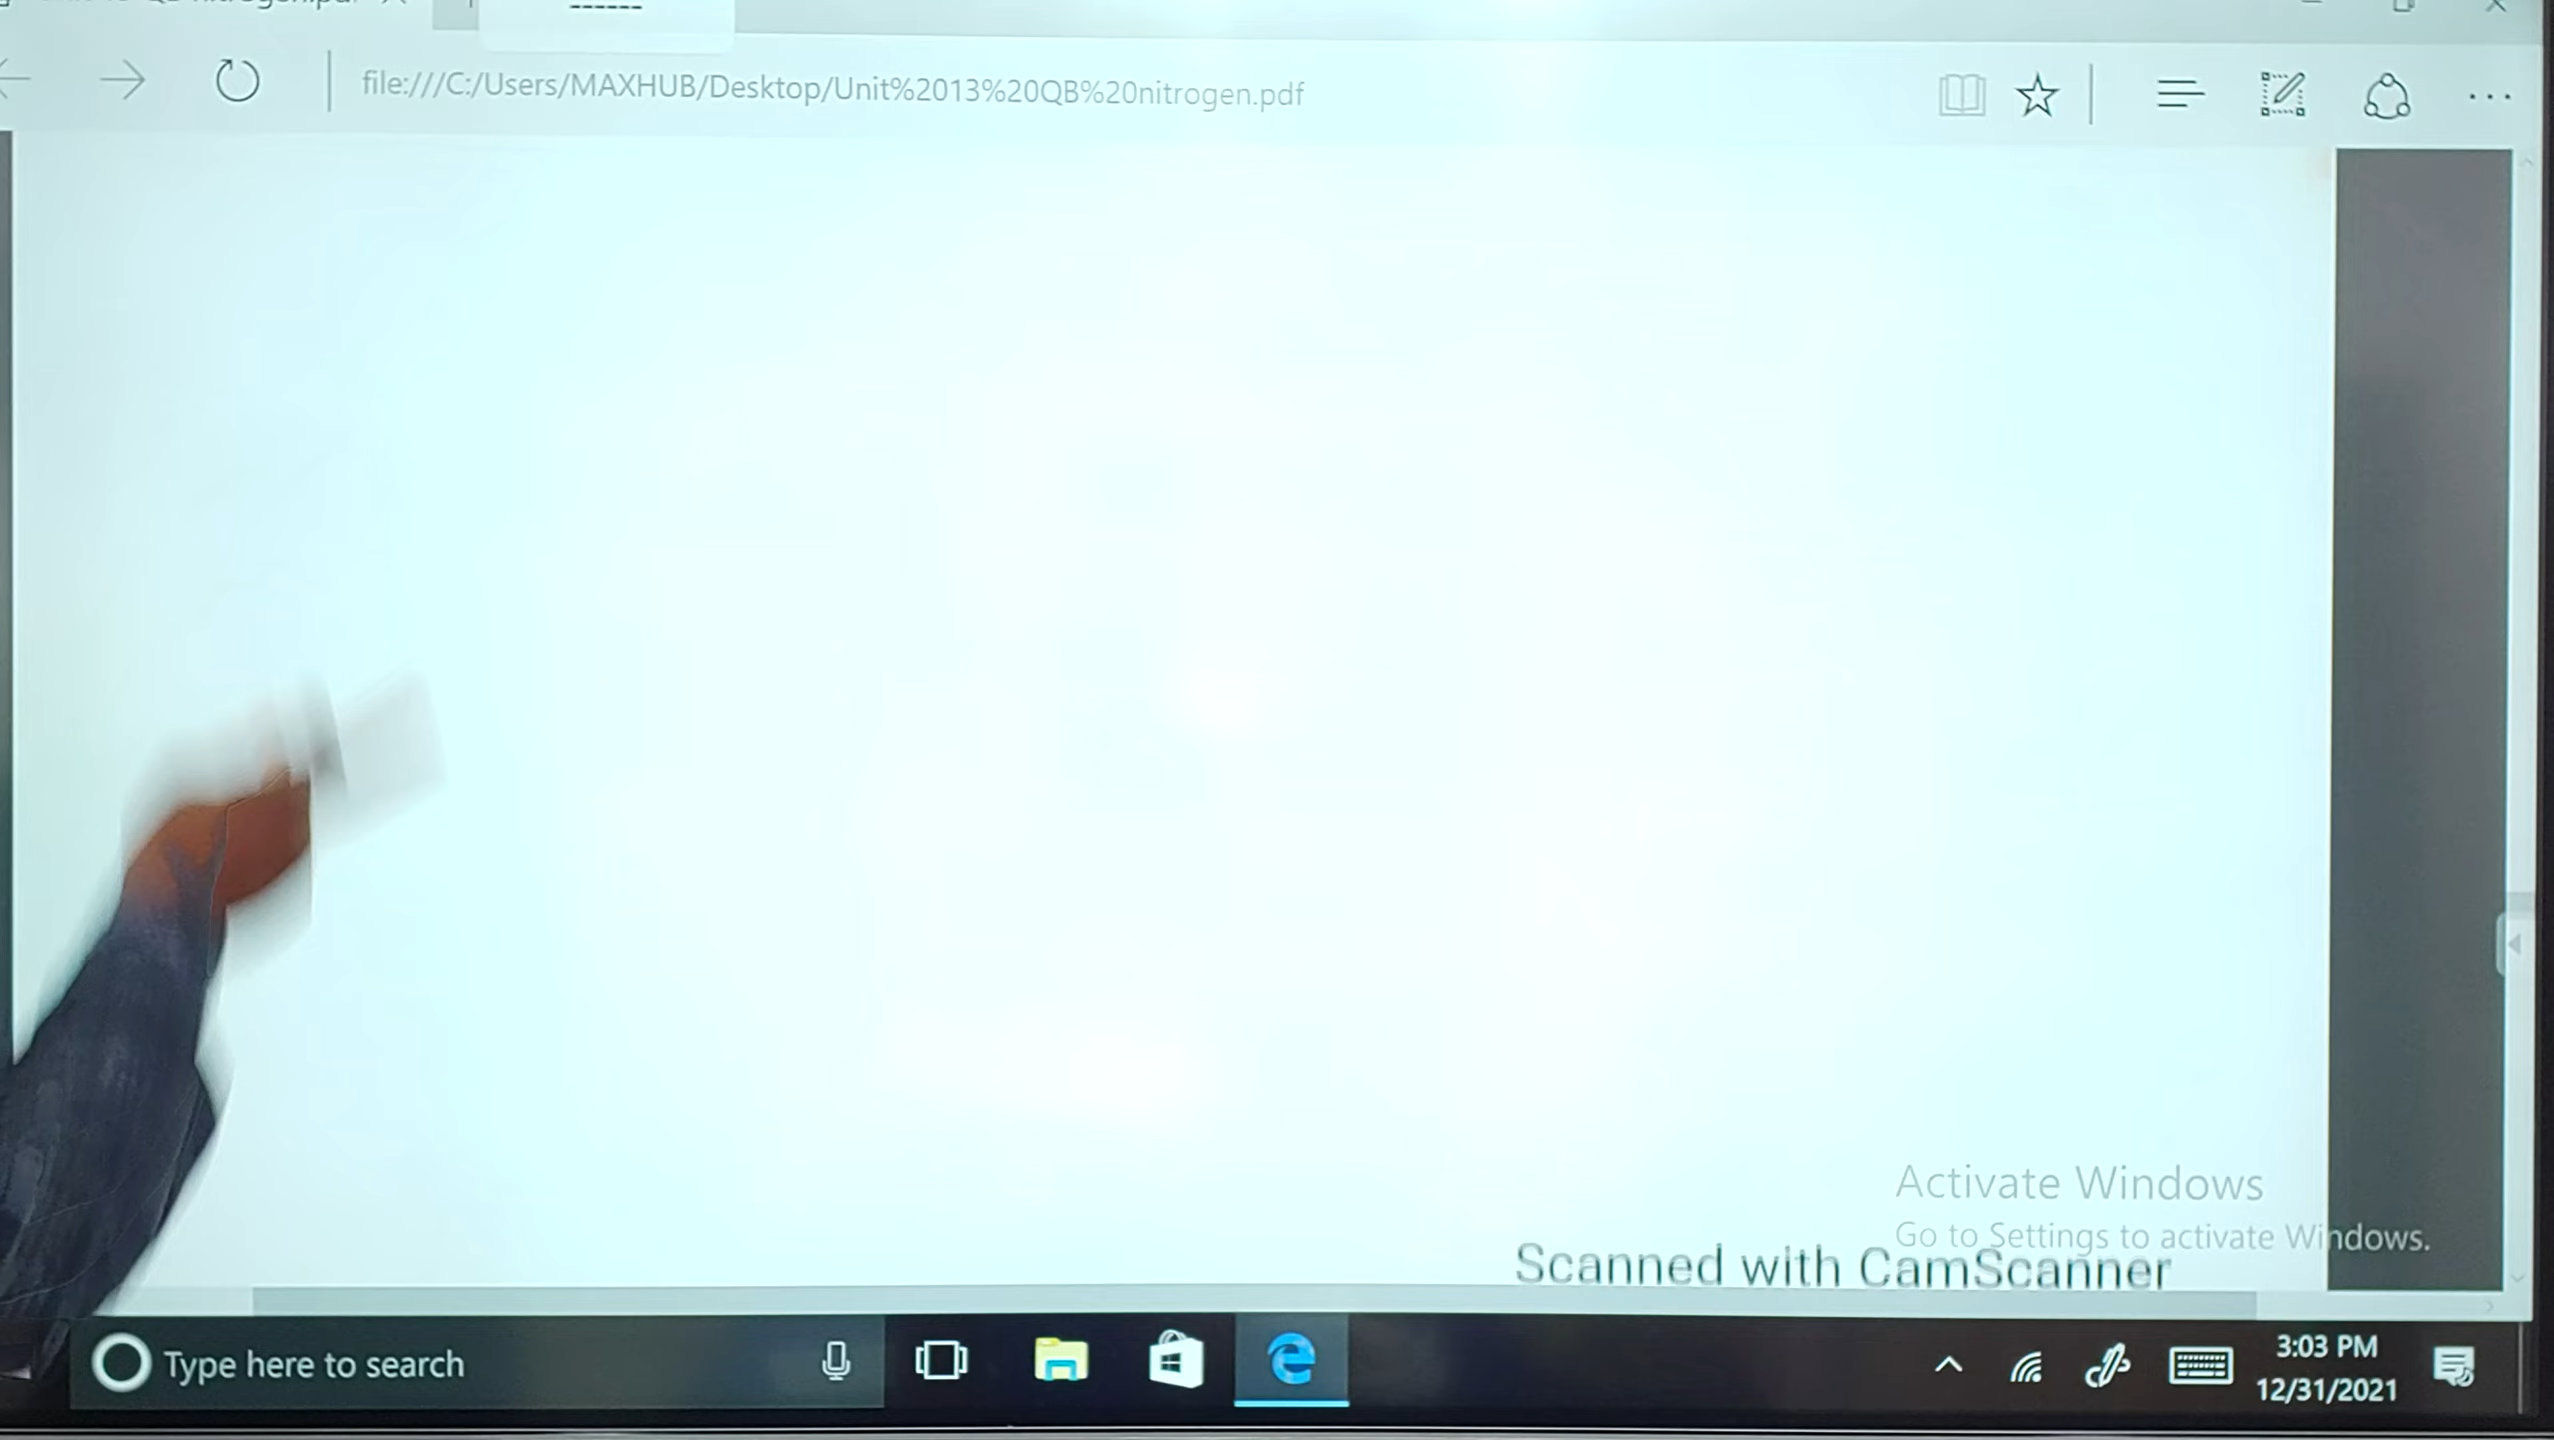 file:///C:/Users/MAXHUB/Desktop/Unit%2013%20QB%20nitrogen.pdf
Activate Windows
Go to Settings to activate Windows.
Scanned with CamScanner
Type here to search
3:03 PM
12/31/2021